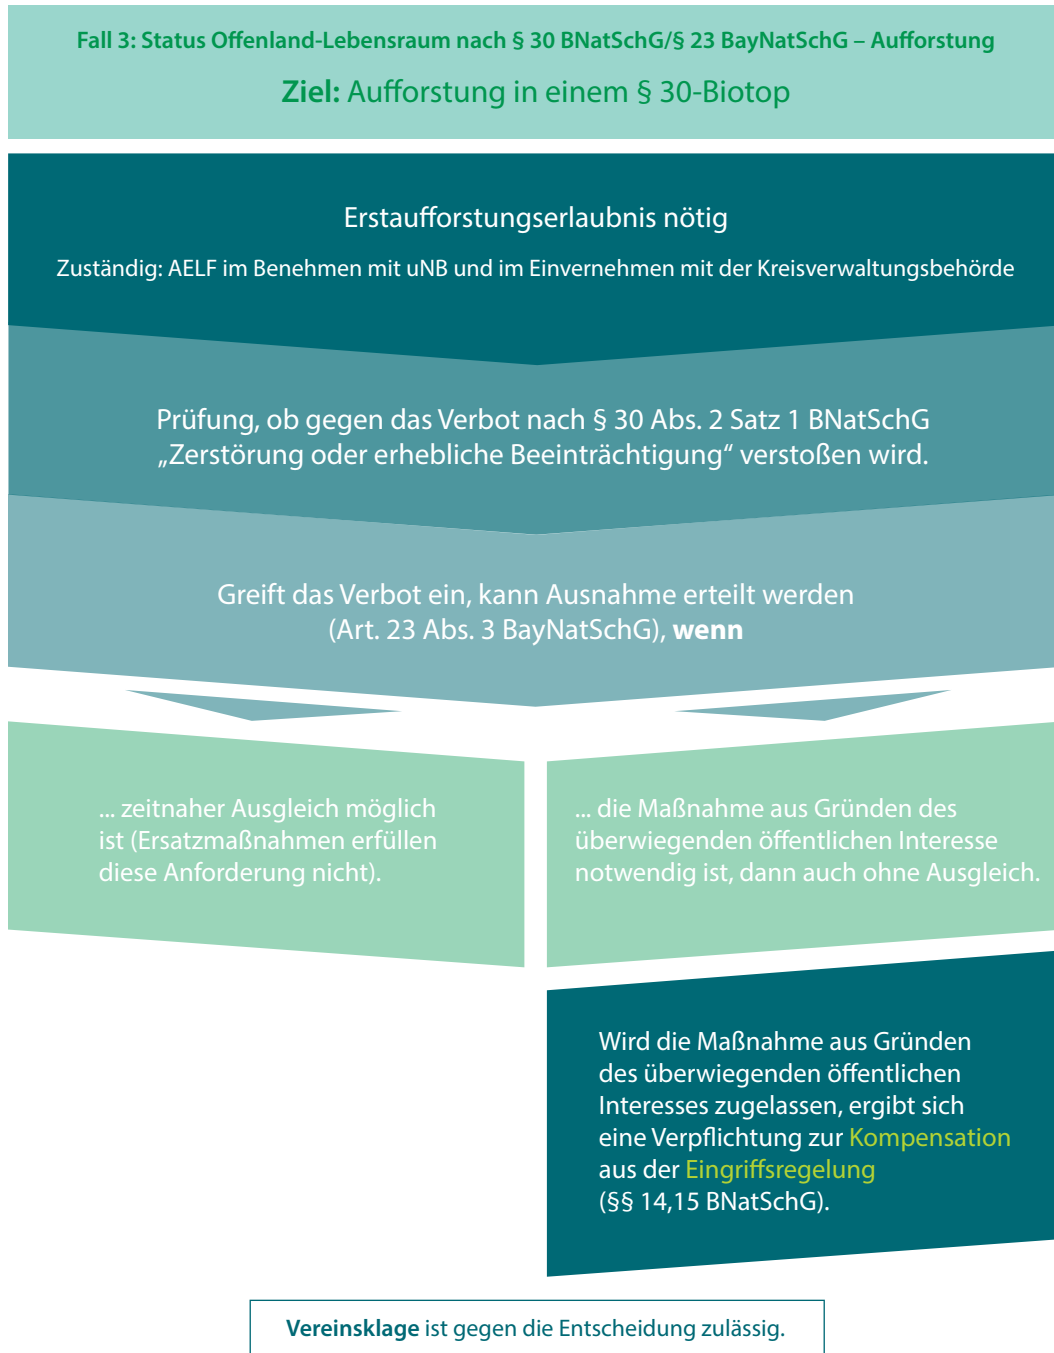 Fall 3: Status Offenland-Lebensraum nach § 30 BNatSchG/§ 23 BayNatSchG – Aufforstung
Ziel: Aufforstung in einem § 30-Biotop
Erstaufforstungserlaubnis nötig
Zuständig: AELF im Benehmen mit uNB und im Einvernehmen mit der Kreisverwaltungsbehörde
Prüfung, ob gegen das Verbot nach § 30 Abs. 2 Satz 1 BNatSchG
„Zerstörung oder erhebliche Beeinträchtigung“ verstoßen wird.
Greift das Verbot ein, kann Ausnahme erteilt werden
(Art. 23 Abs. 3 BayNatSchG), wenn
... zeitnaher Ausgleich möglich
ist (Ersatzmaßnahmen erfüllen
diese Anforderung nicht).
... die Maßnahme aus Gründen des
überwiegenden öffentlichen Interesse
notwendig ist, dann auch ohne Ausgleich.
Wird die Maßnahme aus Gründen
des überwiegenden öffentlichen
Interesses zugelassen, ergibt sich
eine Verpflichtung zur Kompensation
aus der Eingriffsregelung
(§§ 14,15 BNatSchG).
Vereinsklage ist gegen die Entscheidung zulässig.